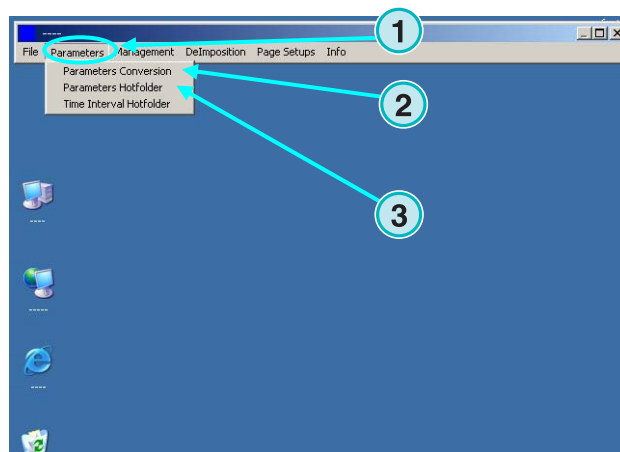 ----
1
File Parameters Management DeImposition Page Setups Info
Parameters Conversion
Parameters Hotfolder
Time Interval Hotfolder
2
3
----
-----
----